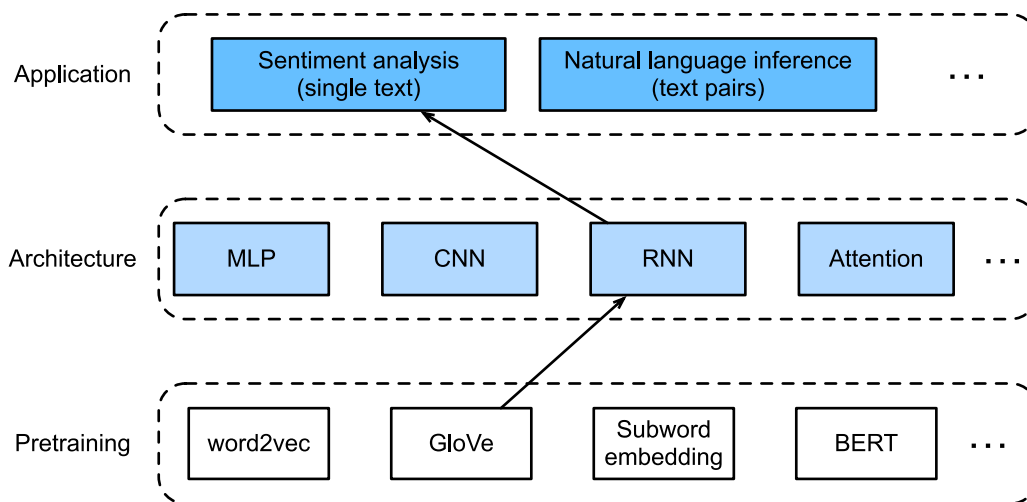 Application
Sentiment analysis
(single text)
Natural language inference
(text pairs)
...
Architecture
MLP
CNN
RNN
Attention
...
Pretraining
word2vec
GloVe
Subword
embedding
BERT
...